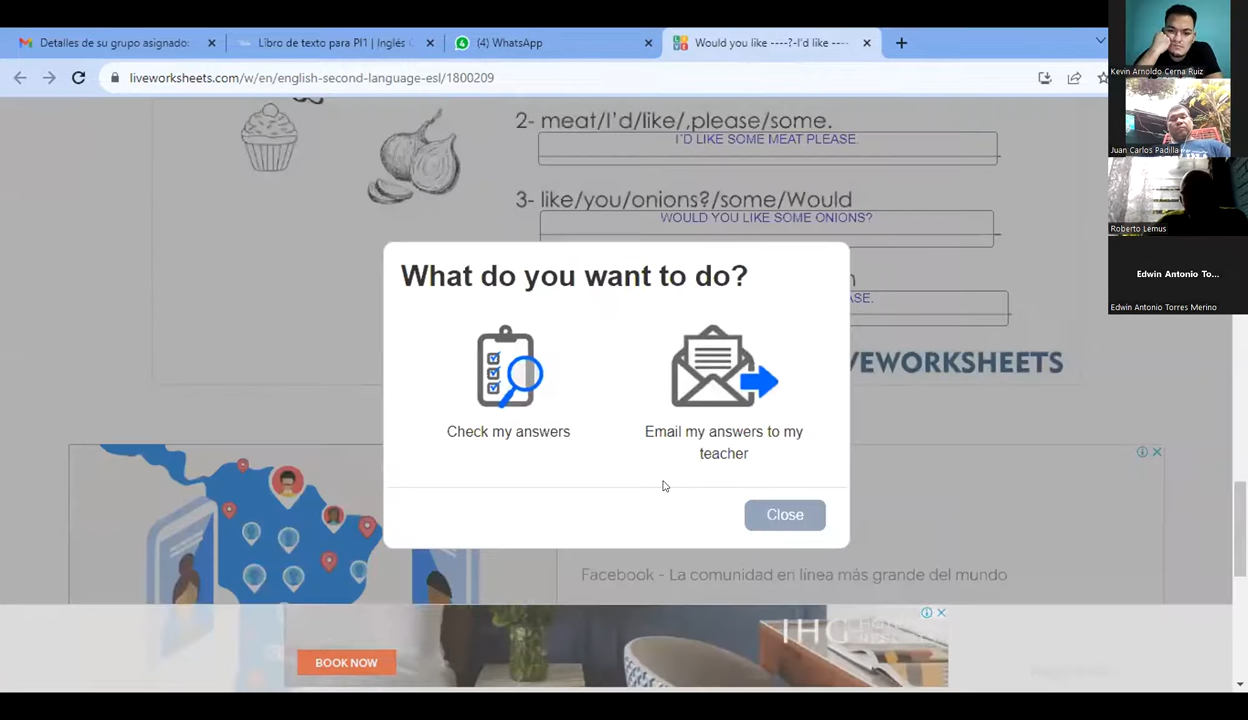 Detalles de su grupo asignado:
Libro de texto para PI1 | Inglés
(4) WhatsApp
Would you like ----?-I'd like ----
liveworksheets.com/w/en/english-second-language-esl/1800209
Kevin Arnoldo Cerna Ruiz
Juan Carlos Padilla
Roberto Lemus
Edwin Antonio To...
Edwin Antonio Torres Merino
2- meat/I'd/like/,please/some.
I'D LIKE SOME MEAT PLEASE.
3- like/you/onions?/some/Would
WOULD YOU LIKE SOME ONIONS?
ASE.
VEWORKSHEETS
What do you want to do?
Check my answers
Email my answers to my
teacher
Close
Facebook - La comunidad en línea más grande del mundo
IHG
BOOK NOW